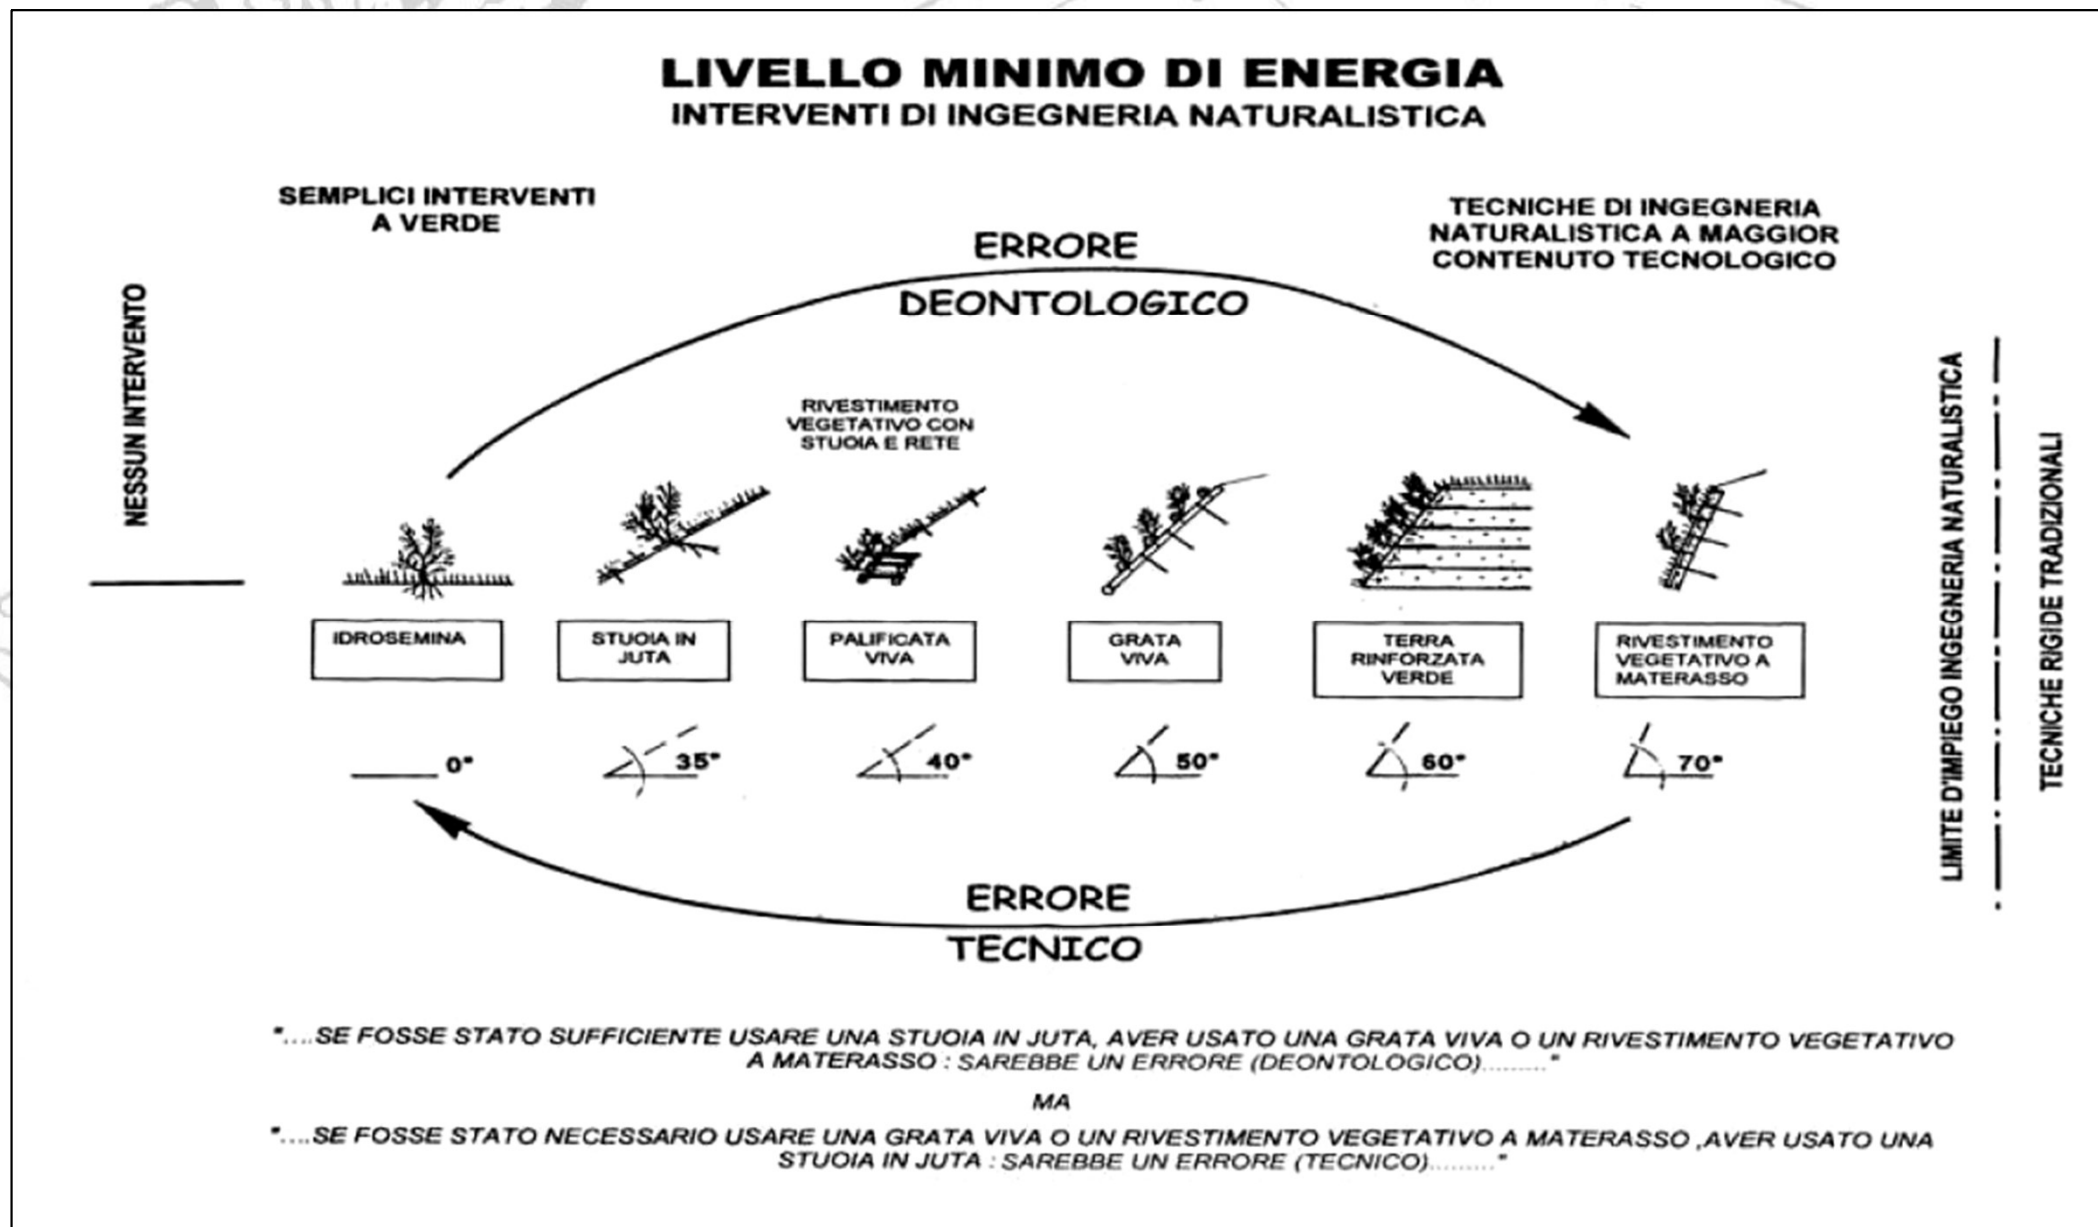 LIVELLO MINIMO DI ENERGIA
INTERVENTI DI INGEGNERIA NATURALISTICA
SEMPLICI INTERVENTI
A VERDE
TECNICHE DI INGEGNERIA
NATURALISTICA A MAGGIOR
CONTENUTO TECNOLOGICO
ERRORE
DEONTOLOGICO
NESSUN INTERVENTO
RIVESTIMENTO
VEGETATIVO CON
STUOIA E RETE
IDROSEMINA
STUOIA IN
JUTA
PALIFICATA
VIVA
GRATA
VIVA
TERRA
RINFORZATA
VERDE
RIVESTIMENTO
VEGETATIVO A
MATERASSO
0°
35°
40°
50°
60°
70°
LIMITE D'IMPIEGO INGEGNERIA NATURALISTICA
TECNICHE RIGIDE TRADIZIONALI
ERRORE
TECNICO
"....SE FOSSE STATO SUFFICIENTE USARE UNA STUOIA IN JUTA, AVER USATO UNA GRATA VIVA O UN RIVESTIMENTO VEGETATIVO
A MATERASSO : SAREBBE UN ERRORE (DEONTOLOGICO)........."
MA
"....SE FOSSE STATO NECESSARIO USARE UNA GRATA VIVA O UN RIVESTIMENTO VEGETATIVO A MATERASSO ,AVER USATO UNA
STUOIA IN JUTA : SAREBBE UN ERRORE (TECNICO)........."